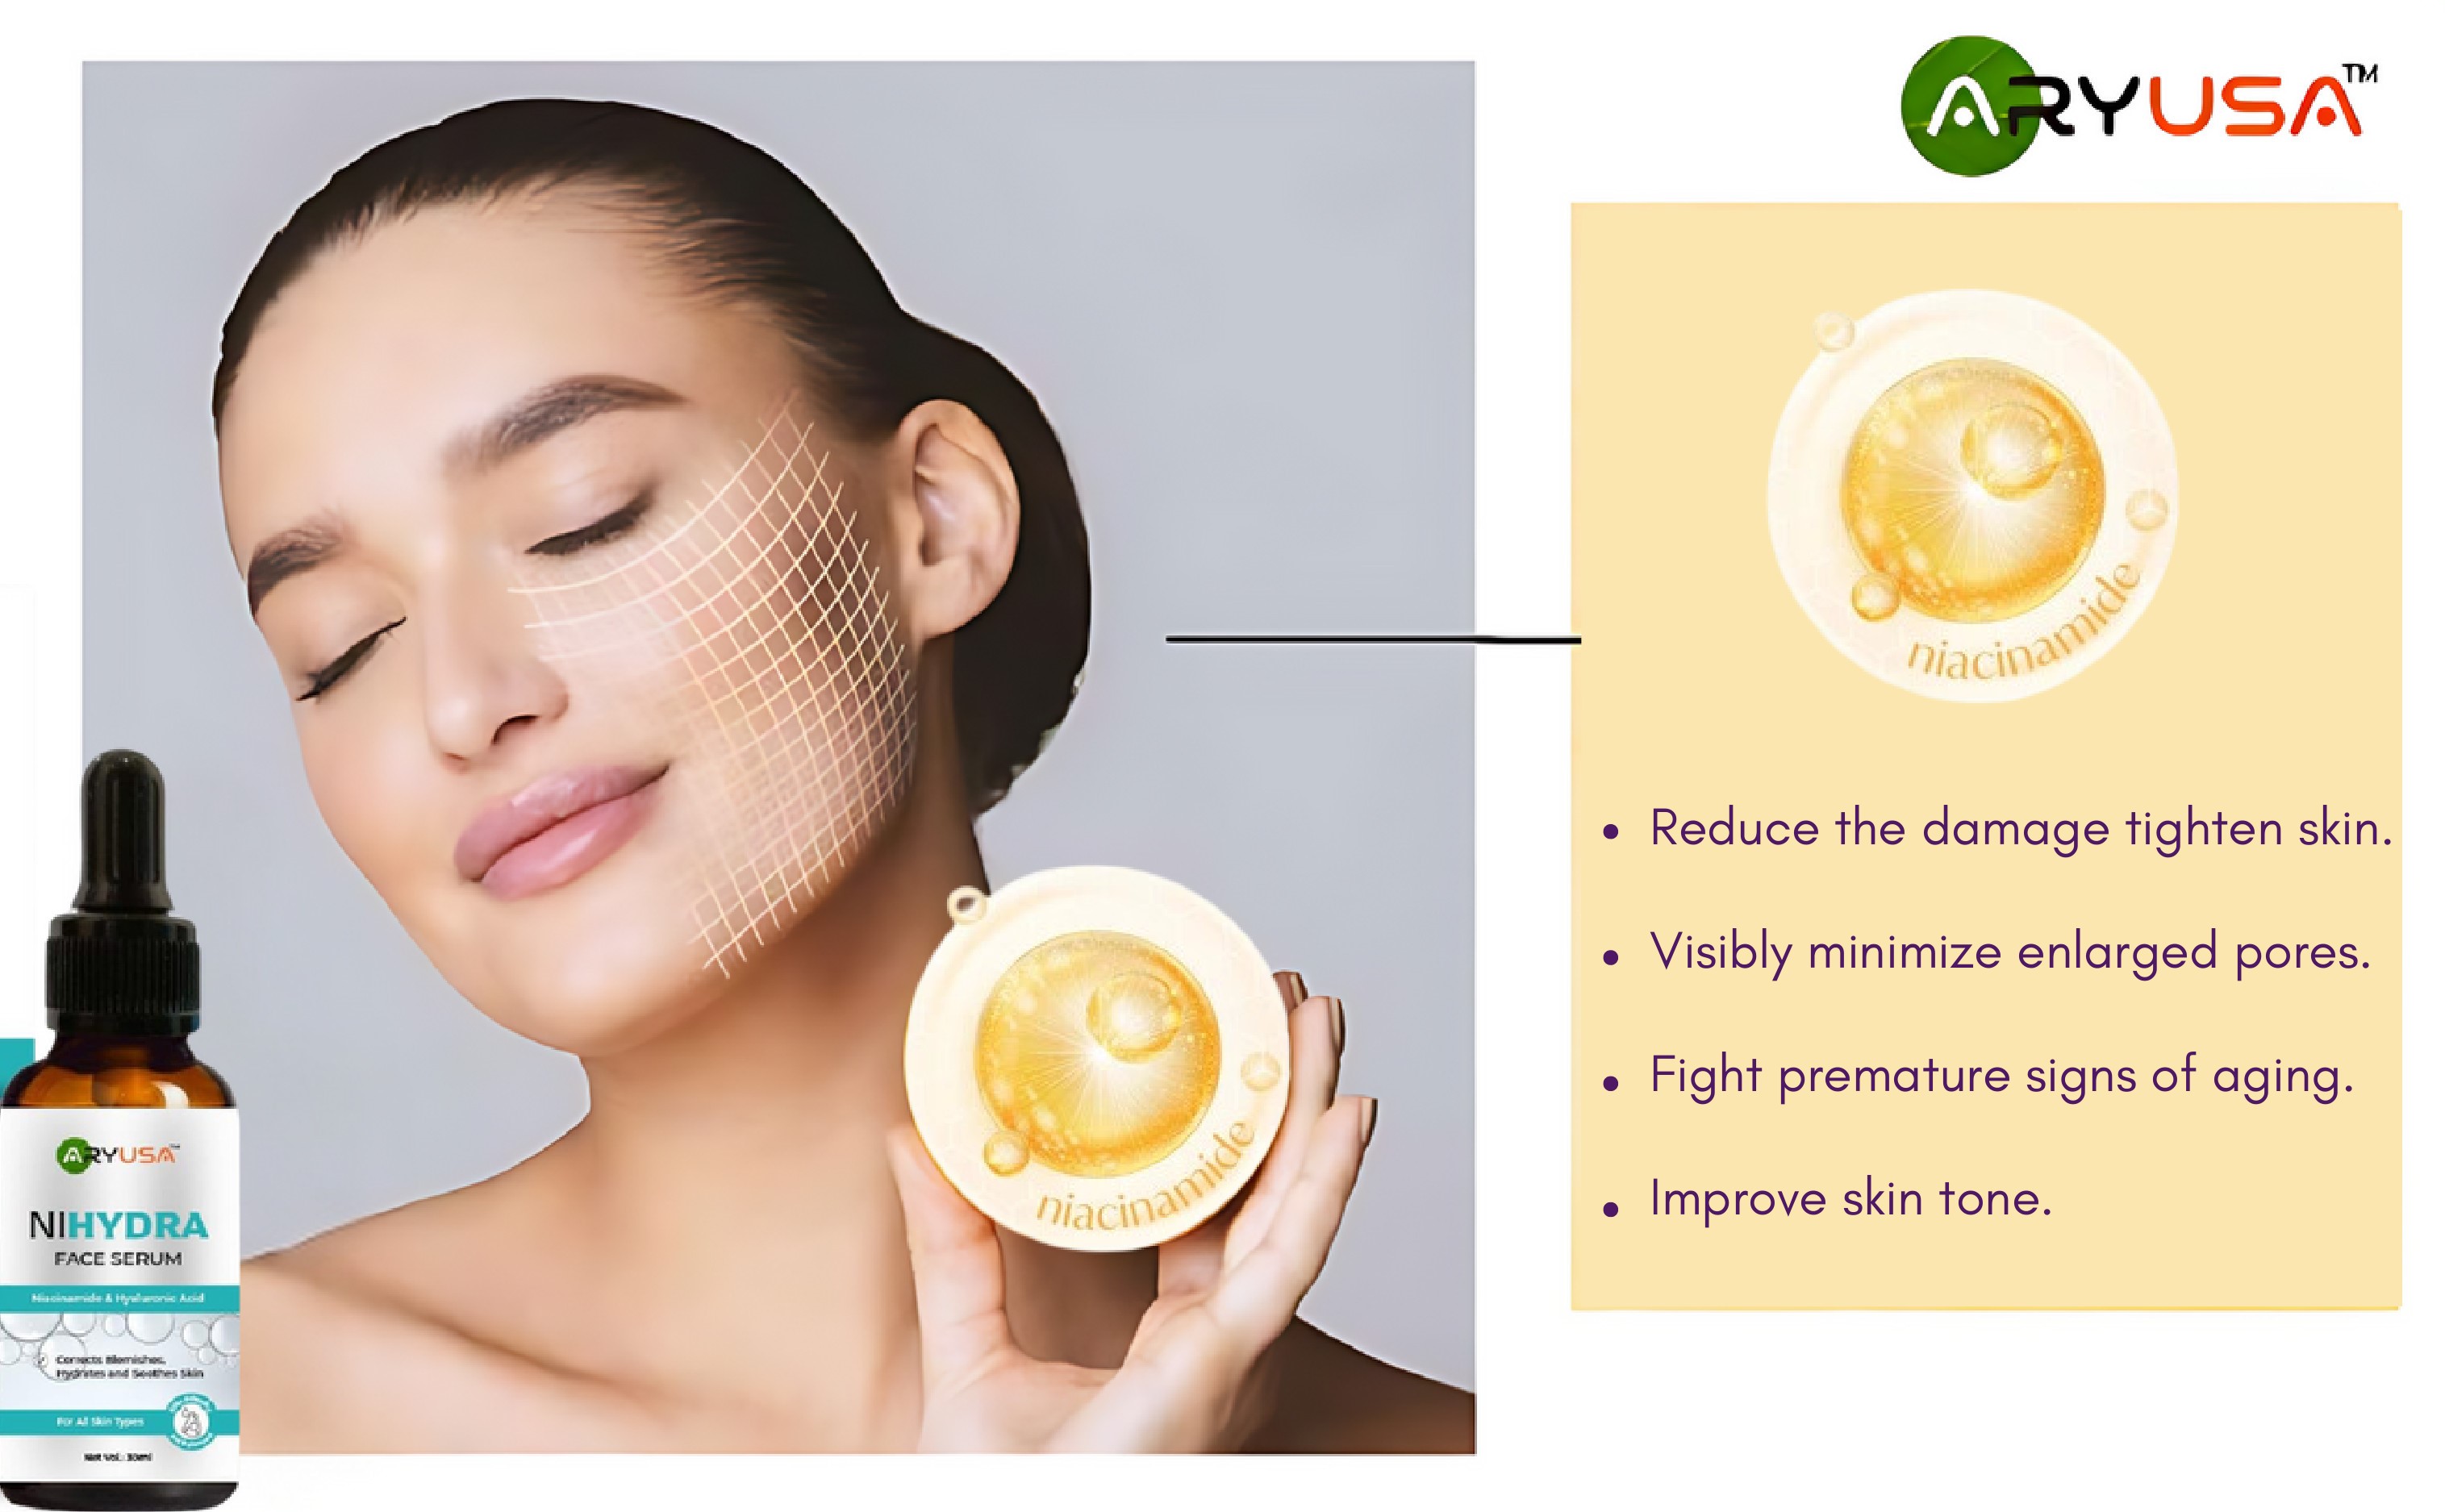 ARYUSA™
niacinamide
Reduce the damage tighten skin.
Visibly minimize enlarged pores.
Fight premature signs of aging.
Improve skin tone.
niacinamide
ARYUSA™
NIHYDRA
FACE SERUM
Niacinamide & Hyaluronic Acid
Corrects Blemishes,
Hydrates and Soothes Skin
For All Skin Types
Net Vol.: 30ml